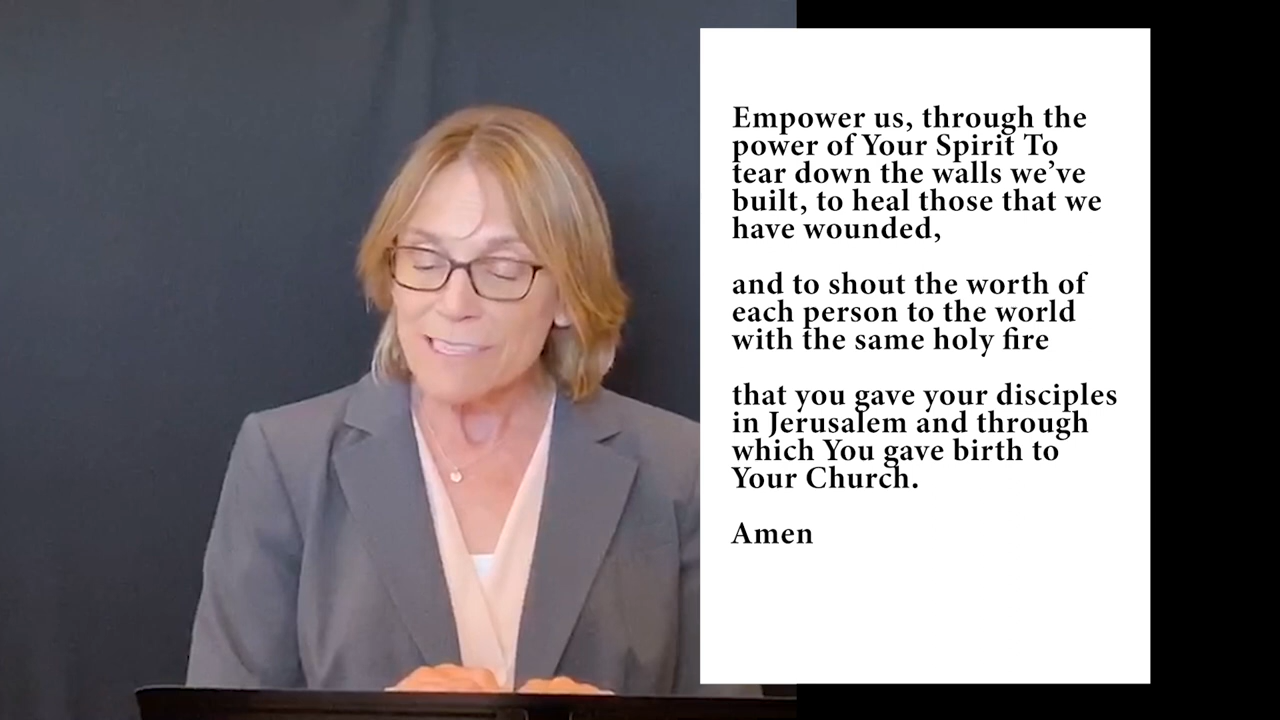 Empower us, through the
power of Your Spirit To
tear down the walls we’ve
built, to heal those that we
have wounded,
and to shout the worth of
each person to the world
with the same holy fire
that you gave your disciples
in Jerusalem and through
which You gave birth to
Your Church.
Amen